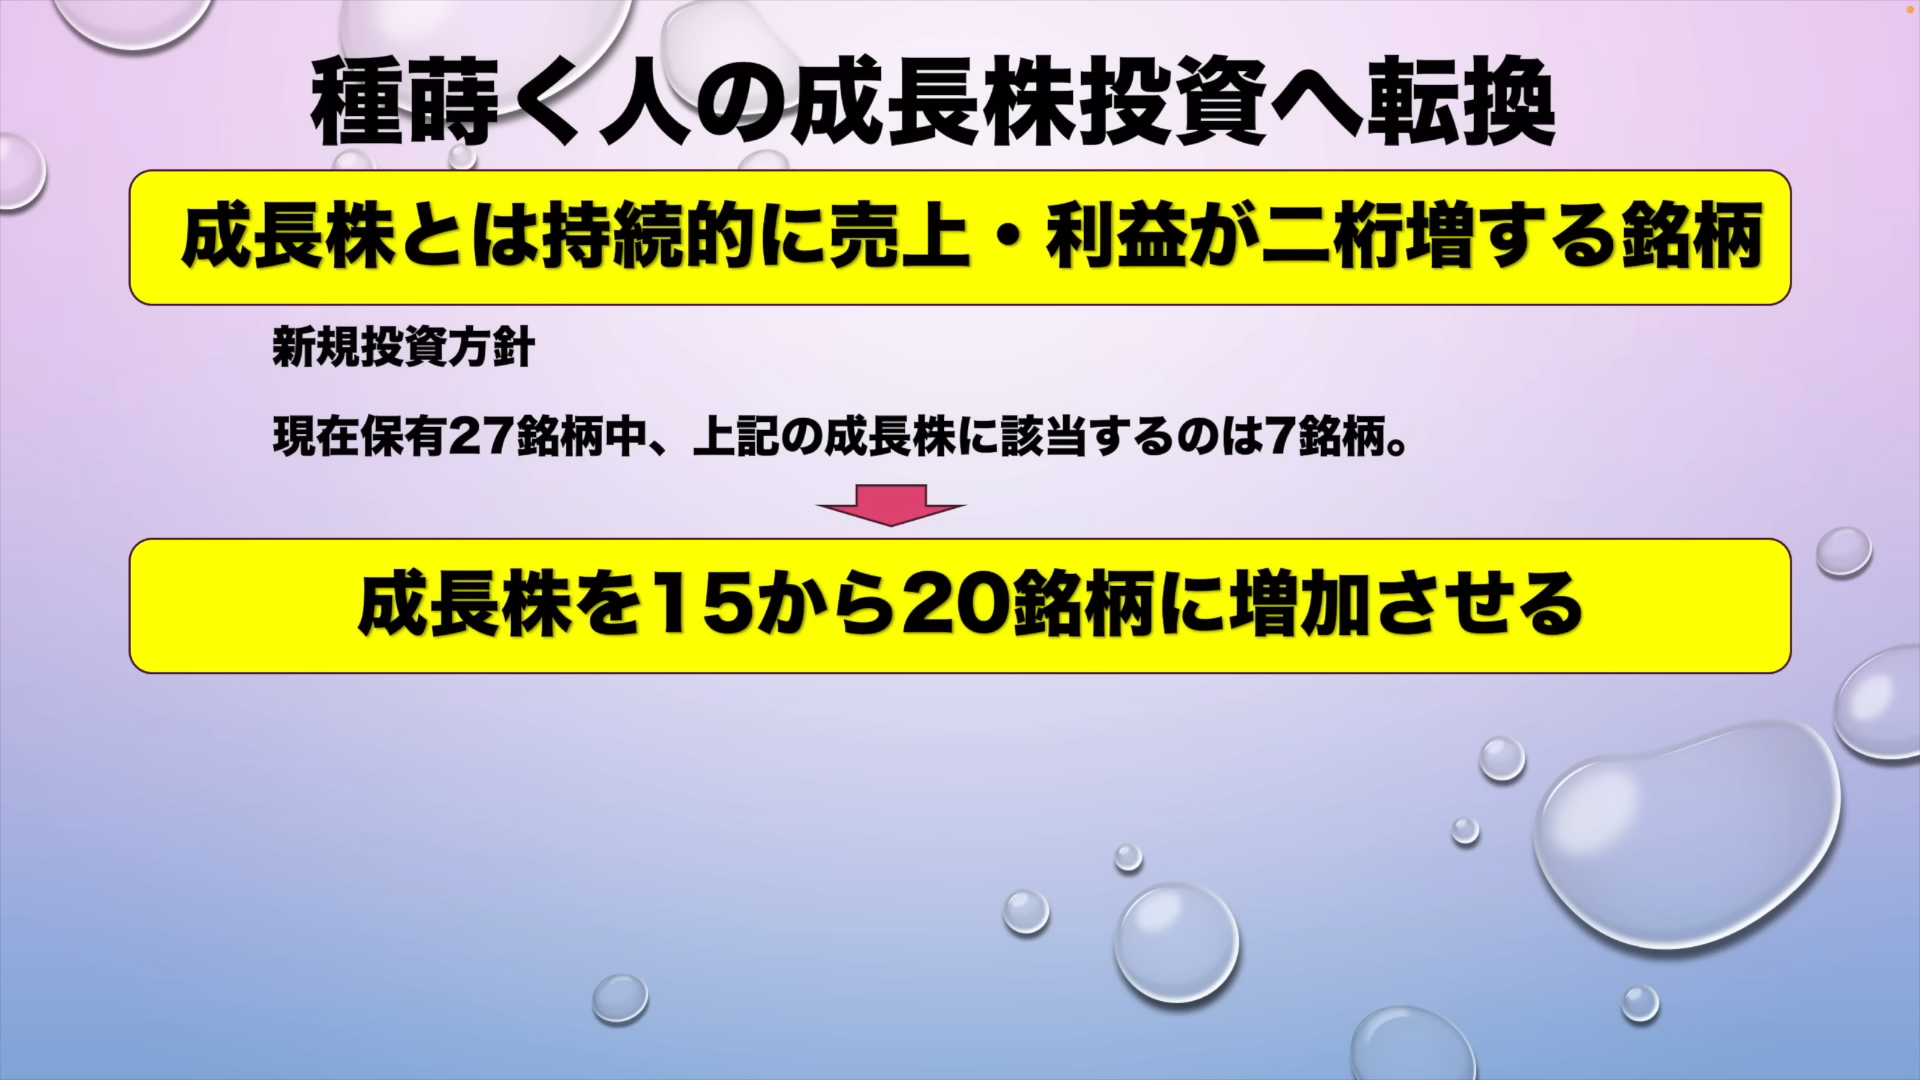 種蒔く人の成長株投資へ転換
成長株とは持続的に売上・利益が二桁増する銘柄
新規投資方針
現在保有27銘柄中、上記の成長株に該当するのは7銘柄。
成長株を15から20銘柄に増加させる